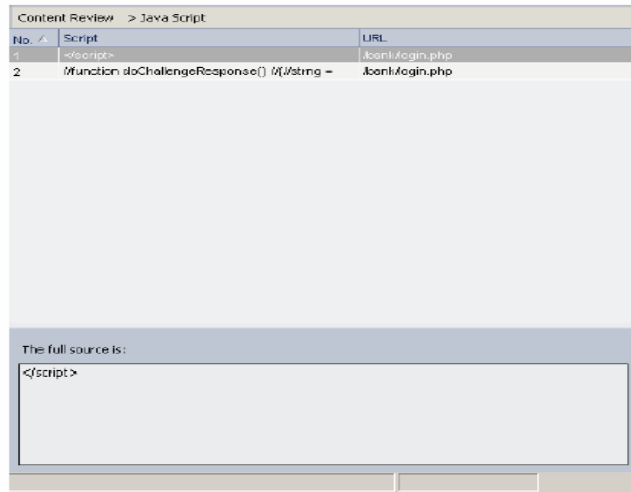 Content Review > Java Script
No. Script URL
1 </script> /bank/login.php
2 //function doChallengeResponse() //{//string = /bank/login.php
The full source is:
</script>